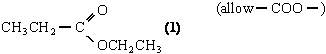 O (allow — COO — )
CH₃CH₂ — C (1)
OCH₂CH₃